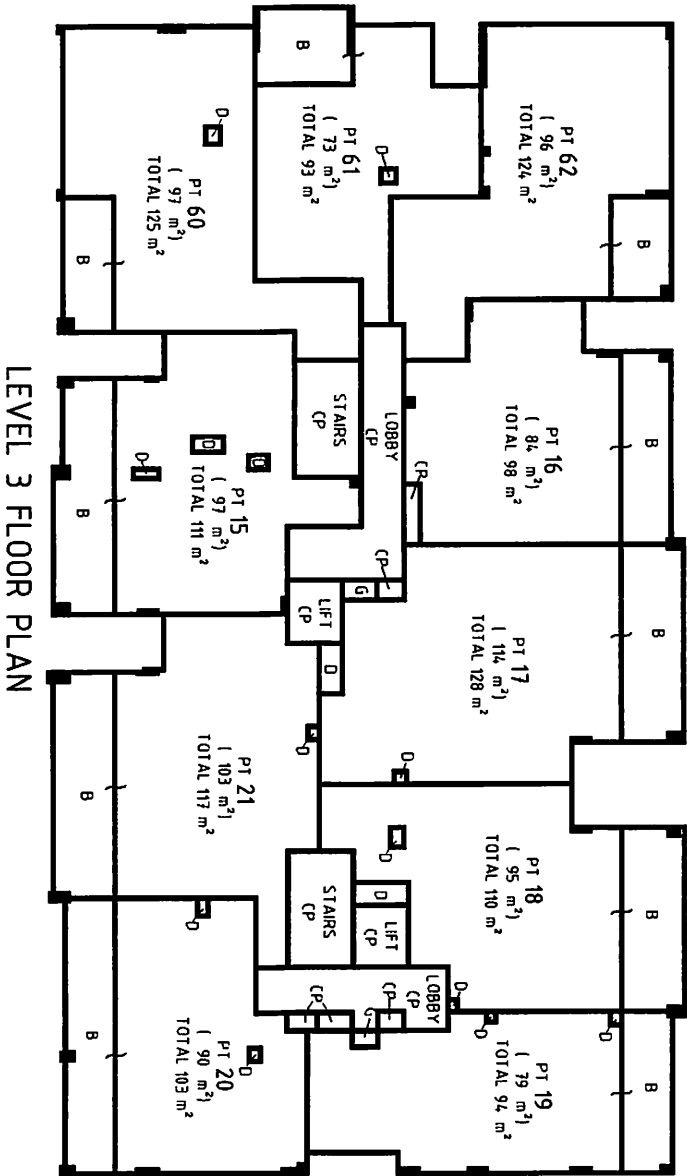 B
PT 62
( 96 m²)
TOTAL 124 m²
B
PT 61
( 73 m²)
TOTAL 93 m²
D
D
PT 60
( 97 m²)
TOTAL 125 m²
B
B
PT 16
( 84 m²)
TOTAL 98 m²
CP
LOBBY
CP
STAIRS
CP
D
D
D
PT 15
( 97 m²)
TOTAL 111 m²
B
B
PT 17
( 114 m²)
TOTAL 128 m²
CP
G
LIFT
CP
D
D
D
PT 21
( 103 m²)
TOTAL 117 m²
B
B
PT 18
( 95 m²)
TOTAL 110 m²
D
D
LIFT
CP
STAIRS
CP
D
LOBBY
CP
D
CP
G
CP
B
PT 19
( 79 m²)
TOTAL 94 m²
D
D
D
PT 20
( 90 m²)
TOTAL 103 m²
B
LEVEL 3 FLOOR PLAN